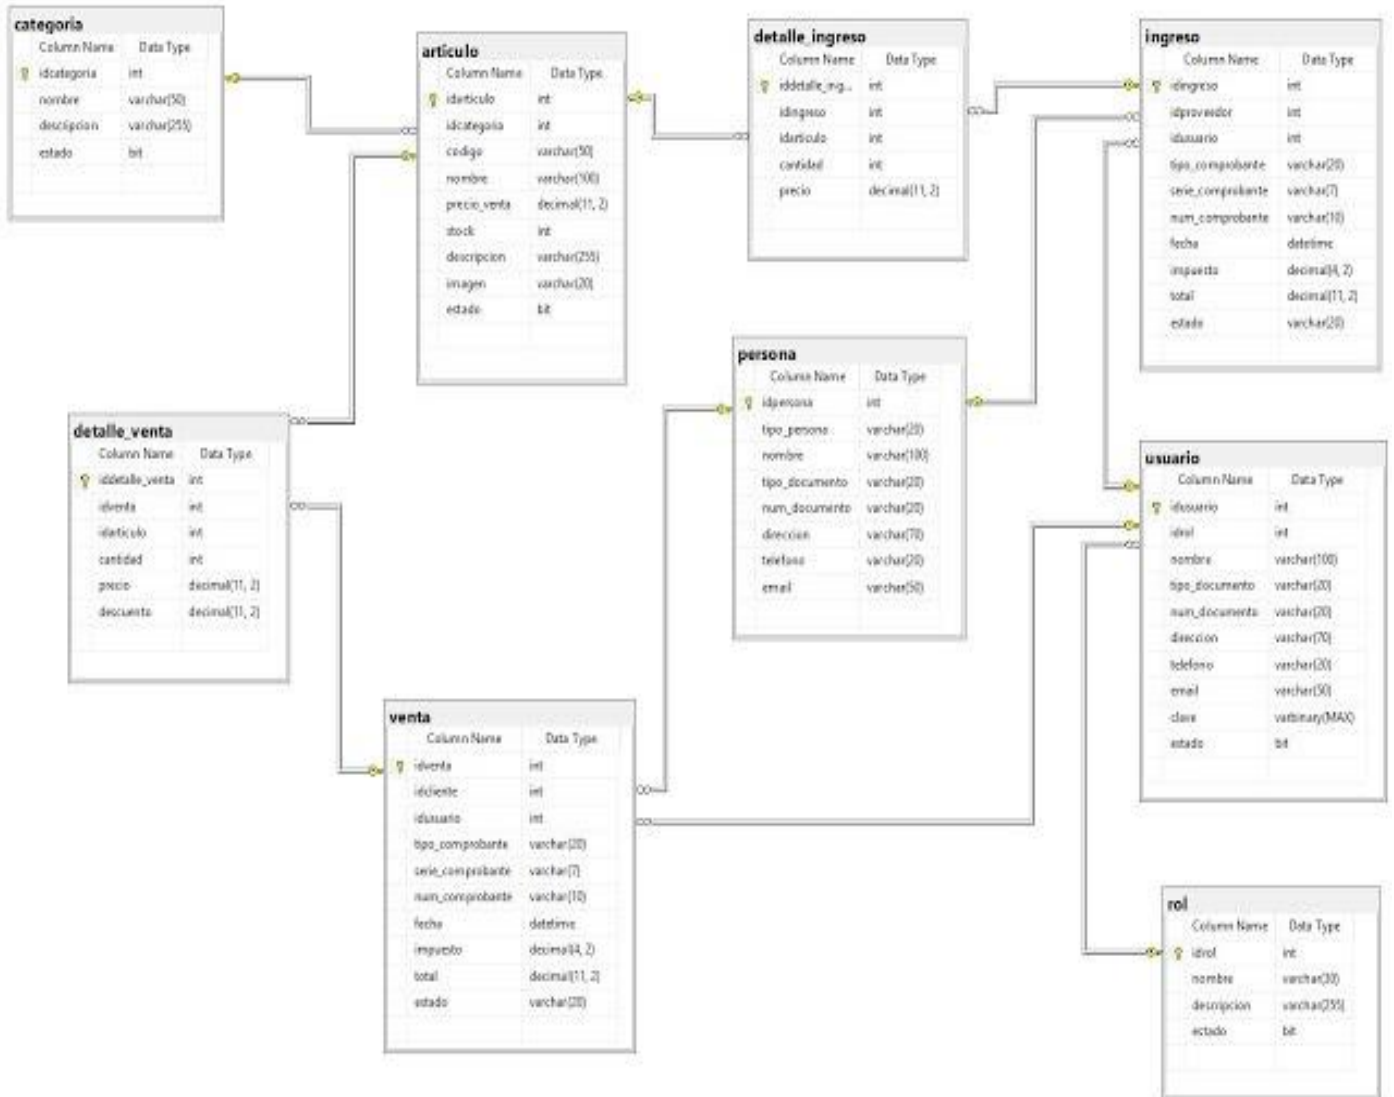 categoria
Column Name Data Type
idcategoria int
nombre varchar(50)
descripcion varchar(255)
estado bit
articulo
Column Name Data Type
idarticulo int
idcategoria int
codigo varchar(50)
nombre varchar(100)
precio_venta decimal(11, 2)
stock int
descripcion varchar(255)
imagen varchar(20)
estado bit
detalle_ingreso
Column Name Data Type
iddetalle_ing... int
idingreso int
idarticulo int
cantidad int
precio decimal(11, 2)
ingreso
Column Name Data Type
idingreso int
idproveedor int
idusuario int
tipo_comprobante varchar(20)
serie_comprobante varchar(7)
num_comprobante varchar(10)
fecha datetime
impuesto decimal(4, 2)
total decimal(11, 2)
estado varchar(20)
detalle_venta
Column Name Data Type
iddetalle_venta int
idventa int
idarticulo int
cantidad int
precio decimal(11, 2)
descuento decimal(11, 2)
persona
Column Name Data Type
idpersona int
tipo_persona varchar(20)
nombre varchar(100)
tipo_documento varchar(20)
num_documento varchar(20)
direccion varchar(70)
telefono varchar(20)
email varchar(50)
usuario
Column Name Data Type
idusuario int
idrol int
nombre varchar(100)
tipo_documento varchar(20)
num_documento varchar(20)
direccion varchar(70)
telefono varchar(20)
email varchar(50)
clave varbinary(MAX)
estado bit
venta
Column Name Data Type
idventa int
idcliente int
idusuario int
tipo_comprobante varchar(20)
serie_comprobante varchar(7)
num_comprobante varchar(10)
fecha datetime
impuesto decimal(4, 2)
total decimal(11, 2)
estado varchar(20)
rol
Column Name Data Type
idrol int
nombre varchar(30)
descripcion varchar(255)
estado bit